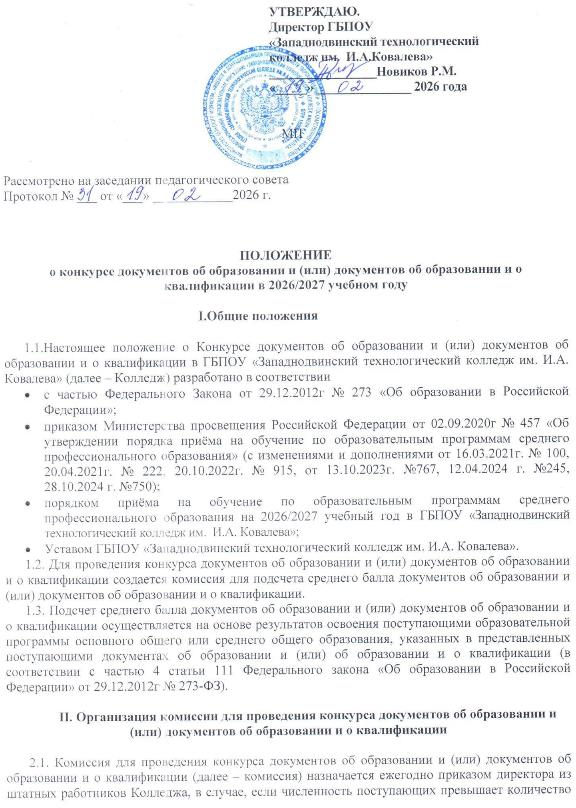 УТВЕРЖДАЮ.
Директор ГБПОУ
«Западнодвинский технологический
колледж им. И.А.Ковалева»
Новиков Р.М.
« 19 » 02 2026 года
МП
Рассмотрено на заседании педагогического совета
Протокол № 31 от « 19 » 02 2026 г.
ПОЛОЖЕНИЕ
о конкурсе документов об образовании и (или) документов об образовании и о
квалификации в 2026/2027 учебном году
I.Общие положения
1.1.Настоящее положение о Конкурсе документов об образовании и (или) документов об
образовании и о квалификации в ГБПОУ «Западнодвинский технологический колледж им. И.А.
Ковалева» (далее – Колледж) разработано в соответствии
• с частью Федерального Закона от 29.12.2012г № 273 «Об образовании в Российской
Федерации»;
• приказом Министерства просвещения Российской Федерации от 02.09.2020г № 457 «Об
утверждении порядка приёма на обучение по образовательным программам среднего
профессионального образования» (с изменениями и дополнениями от 16.03.2021г. № 100,
20.04.2021г. № 222. 20.10.2022г. № 915, от 13.10.2023г. №767, 12.04.2024 г. №245,
28.10.2024 г. №750);
• порядком приёма на обучение по образовательным программам среднего
профессионального образования на 2026/2027 учебный год в ГБПОУ «Западнодвинский
технологический колледж им. И.А. Ковалева»;
• Уставом ГБПОУ «Западнодвинский технологический колледж им. И.А. Ковалева».
1.2. Для проведения конкурса документов об образовании и (или) документов об образовании
и о квалификации создается комиссия для подсчета среднего балла документов об образовании и
(или) документов об образовании и о квалификации.
1.3. Подсчет среднего балла документов об образовании и (или) документов об образовании и
о квалификации осуществляется на основе результатов освоения поступающими образовательной
программы основного общего или среднего общего образования, указанных в представленных
поступающими документах об образовании и (или) об образовании и о квалификации (в
соответствии с частью 4 статьи 111 Федерального закона «Об образовании в Российской
Федерации» от 29.12.2012г № 273-ФЗ).
II. Организация комиссии для проведения конкурса документов об образовании и
(или) документов об образовании и о квалификации
2.1. Комиссия для проведения конкурса документов об образовании и (или) документов об
образовании и о квалификации (далее – комиссия) назначается ежегодно приказом директора из
штатных работников Колледжа, в случае, если численность поступающих превышает количество